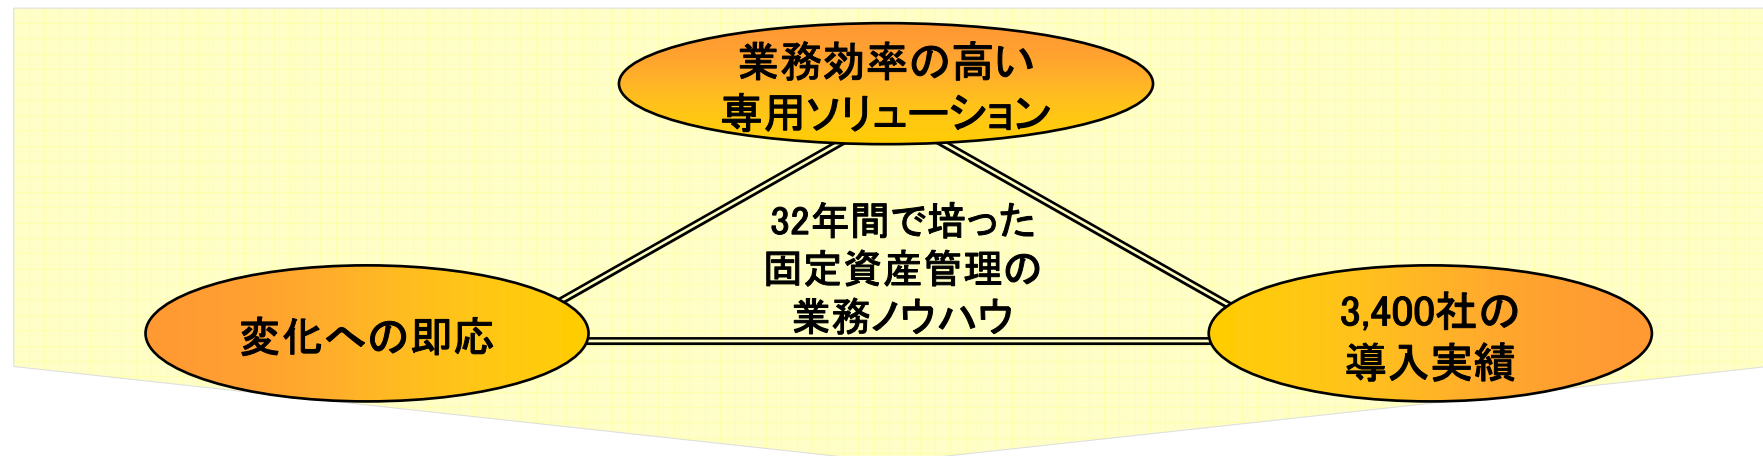 業務効率の高い
専用ソリューション
32年間で培った
固定資産管理の
業務ノウハウ
変化への即応
3,400社の
導入実績